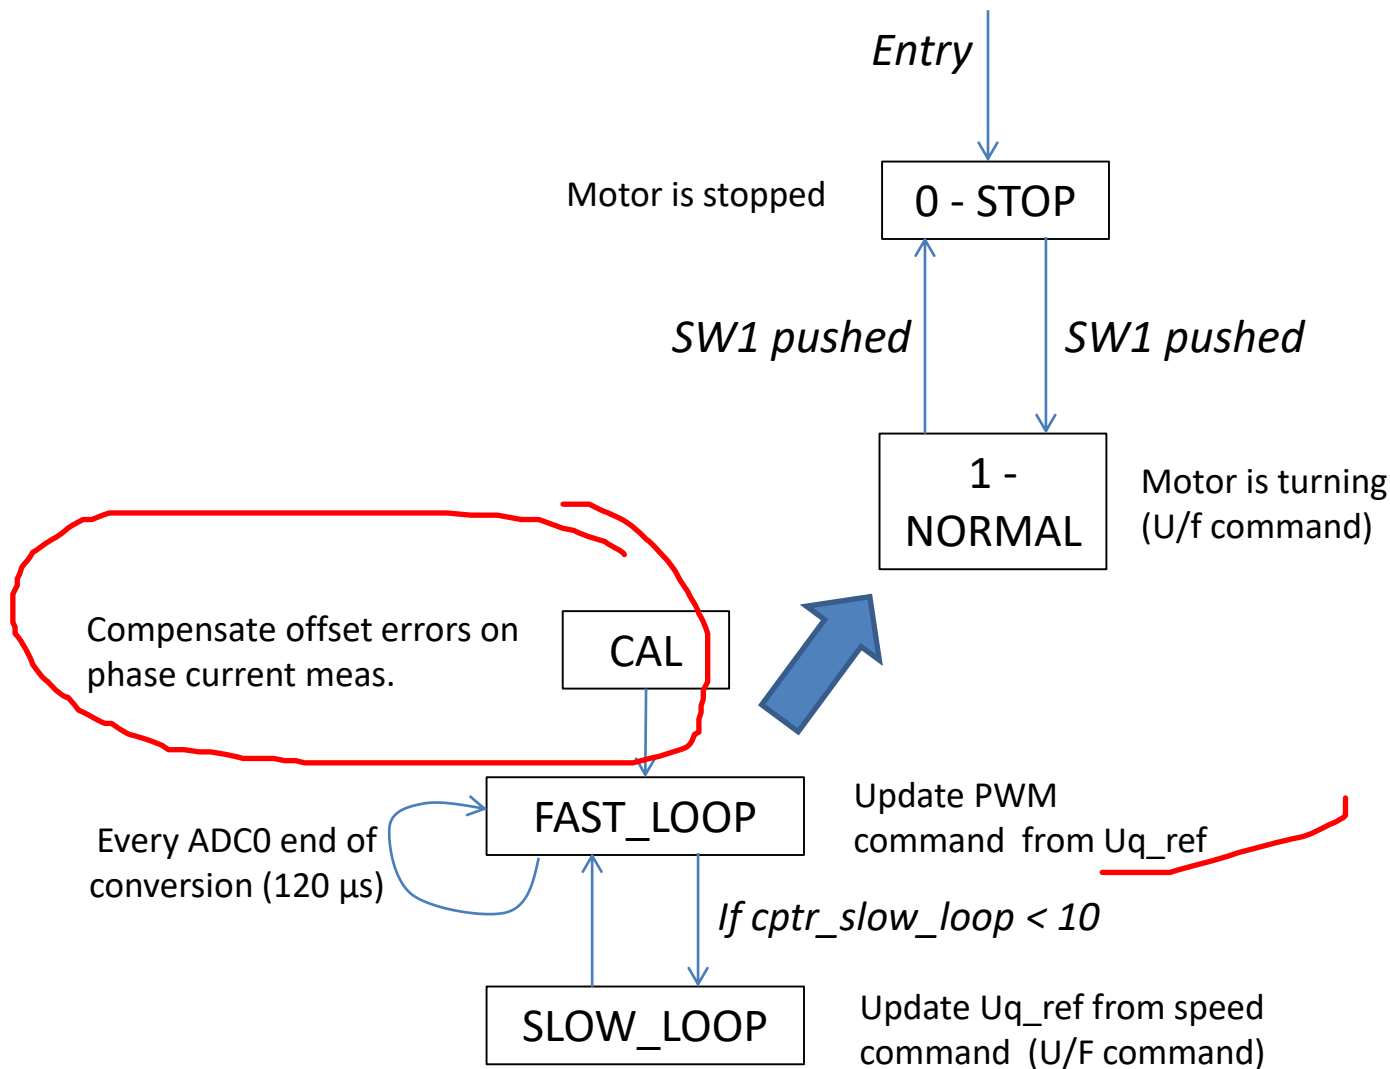 Entry
Motor is stopped
0 - STOP
SW1 pushed
SW1 pushed
1 -
NORMAL
Motor is turning
(U/f command)
Compensate offset errors on
phase current meas.
CAL
FAST_LOOP
Update PWM
command from Uq_ref
Every ADC0 end of
conversion (120 µs)
If cptr_slow_loop < 10
SLOW_LOOP
Update Uq_ref from speed
command (U/F command)